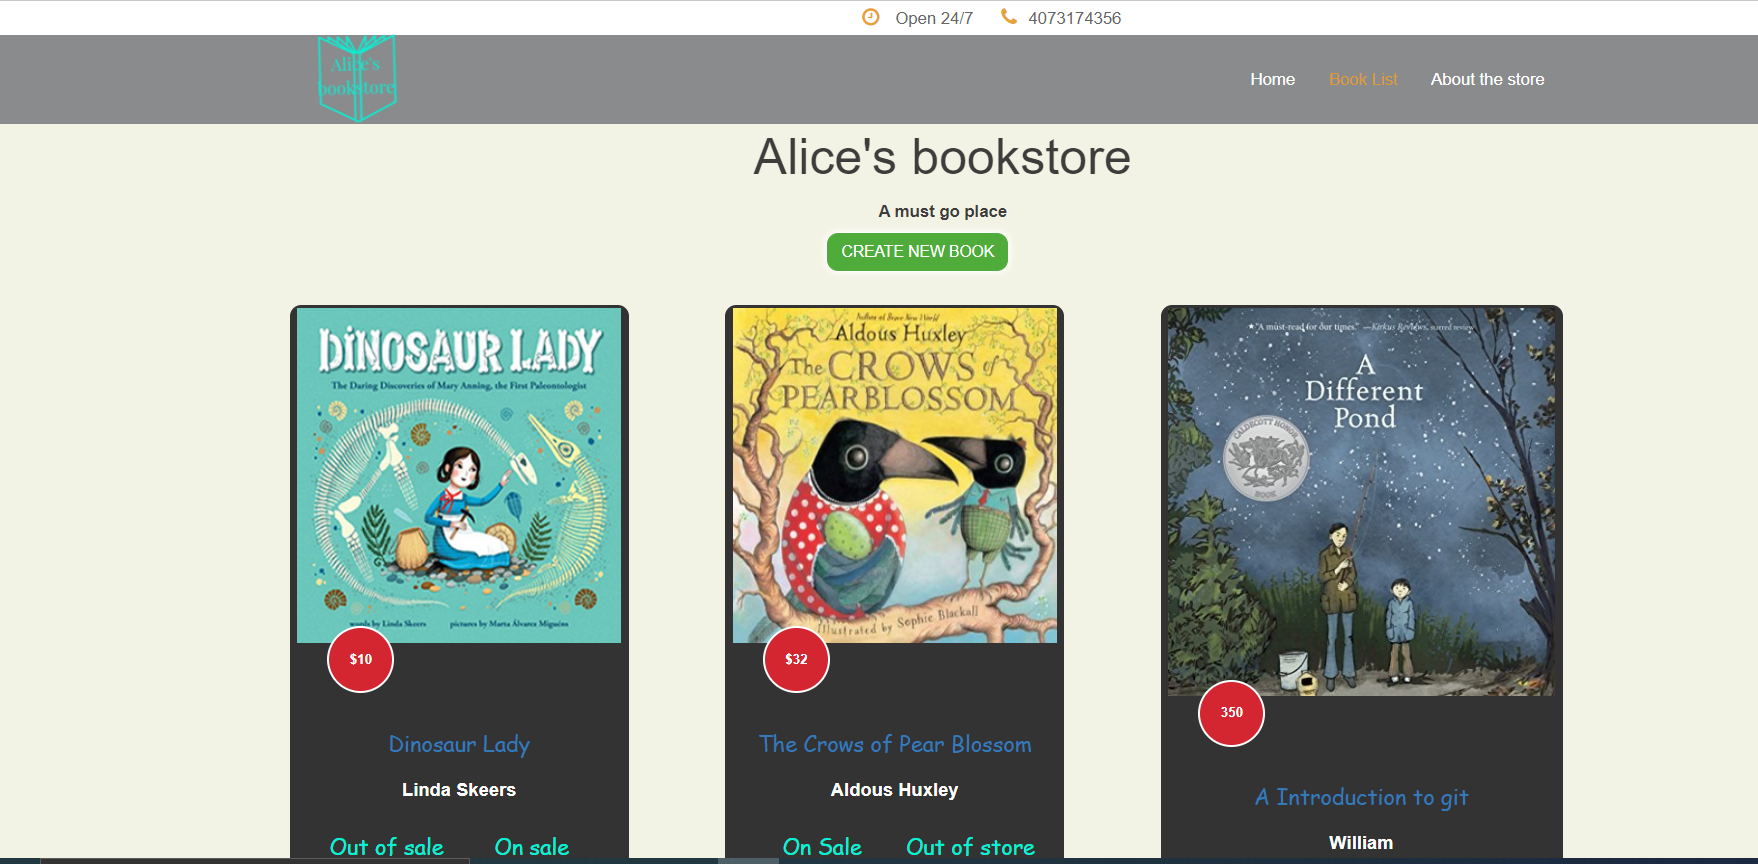 Open 24/7 4073174356
Alice's
bookstore
Home Book List About the store
Alice's bookstore
A must go place
CREATE NEW BOOK
DINOSAUR LADY
The Daring Discoveries of Mary Anning, the First Paleontologist
words by Linda Skeers pictures by Marta Álvarez Miguéns
$10
Dinosaur Lady
Linda Skeers
Out of sale On sale
Author of Brave New World
Aldous Huxley
The CROWS of
PEARBLOSSOM
Illustrated by Sophie Blackall
$32
The Crows of Pear Blossom
Aldous Huxley
On Sale Out of store
★"A must-read for our times." —Kirkus Reviews, starred review
A
Different
Pond
CALDECOTT HONOR
BOOK
350
A Introduction to git
William